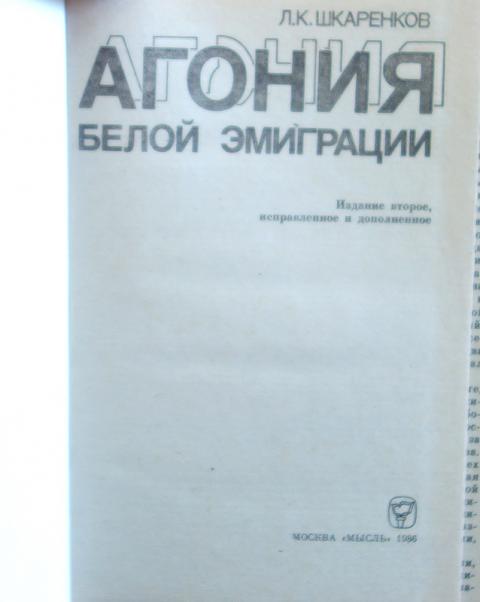 Л.К. ШКАРЕНКОВ
АГОНИЯ
БЕЛОЙ ЭМИГРАЦИИ
Издание второе,
исправленное и дополненное
МОСКВА «МЫСЛЬ» 1986